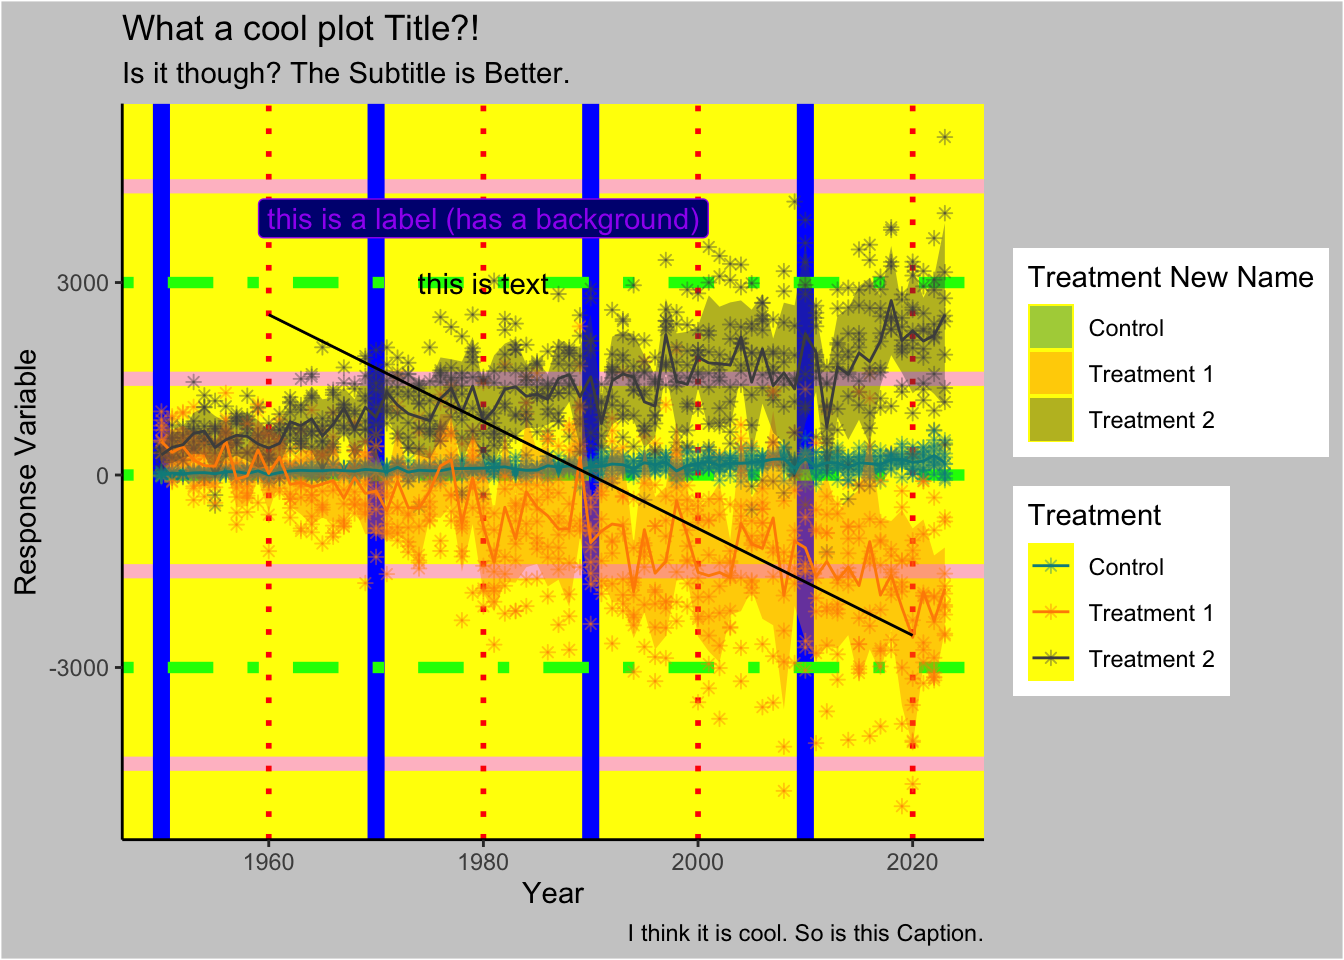 What a cool plot Title?!
Is it though? The Subtitle is Better.
this is a label (has a background)
this is text
3000
0
-3000
Response Variable
1960
1980
2000
2020
Year
I think it is cool. So is this Caption.
Treatment New Name
Control
Treatment 1
Treatment 2
Treatment
Control
Treatment 1
Treatment 2